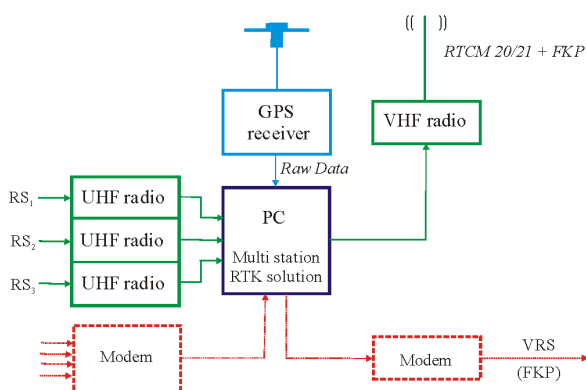 ((  ))
RTCM 20/21 + FKP
GPS
receiver
VHF radio
Raw Data
RS1
UHF radio
RS2
UHF radio
RS3
UHF radio
PC
Multi station
RTK solution
Modem
Modem
VRS
(FKP)